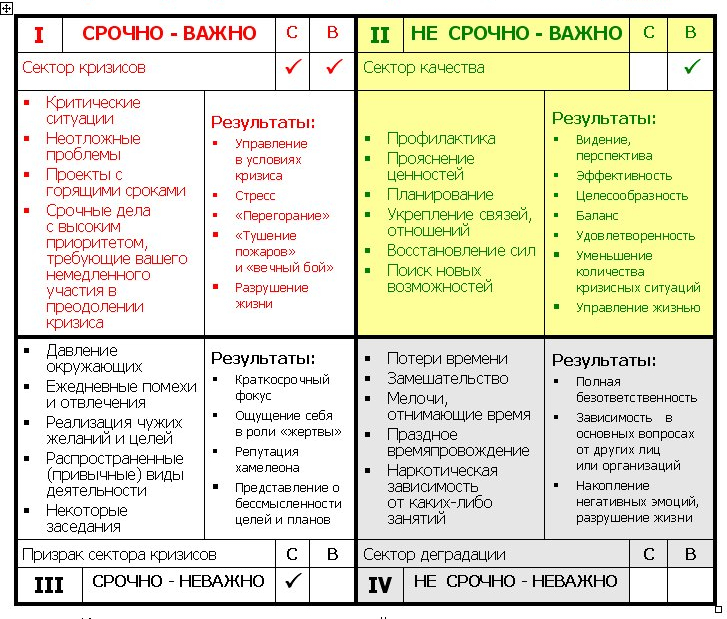 I СРОЧНО - ВАЖНО С В
Сектор кризисов ✓ ✓
▪ Критические
ситуации
▪ Неотложные
проблемы
▪ Проекты с
горящими сроками
▪ Срочные дела
с высоким
приоритетом,
требующие вашего
немедленного
участия в
преодолении
кризиса
Результаты:
▪ Управление
в условиях
кризиса
▪ Стресс
▪ «Перегорание»
▪ «Тушение
пожаров»
и «вечный бой»
▪ Разрушение
жизни
II НЕ СРОЧНО - ВАЖНО С В
Сектор качества ✓
▪ Профилактика
▪ Прояснение
ценностей
▪ Планирование
▪ Укрепление связей,
отношений
▪ Восстановление сил
▪ Поиск новых
возможностей
Результаты:
▪ Видение,
перспектива
▪ Эффективность
▪ Целесообразность
▪ Баланс
▪ Удовлетворенность
▪ Уменьшение
количества
кризисных ситуаций
▪ Управление жизнью
▪ Давление
окружающих
▪ Ежедневные помехи
и отвлечения
▪ Реализация чужих
желаний и целей
▪ Распространенные
(привычные) виды
деятельности
▪ Некоторые
заседания
Результаты:
▪ Краткосрочный
фокус
▪ Ощущение себя
в роли «жертвы»
▪ Репутация
хамелеона
▪ Представление о
бессмысленности
целей и планов
Призрак сектора кризисов С В
III СРОЧНО - НЕВАЖНО ✓
▪ Потери времени
▪ Замешательство
▪ Мелочи,
отнимающие время
▪ Праздное
времяпровождение
▪ Наркотическая
зависимость
от каких-либо
занятий
Результаты:
▪ Полная
безответственность
▪ Зависимость в
основных вопросах
от других лиц
или организаций
▪ Накопление
негативных эмоций,
разрушение жизни
Сектор деградации С В
IV НЕ СРОЧНО - НЕВАЖНО